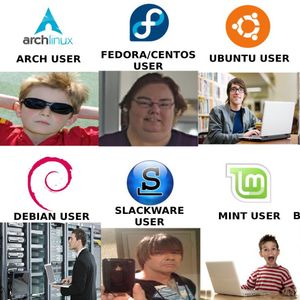 archlinux
ARCH USER
FEDORA/CENTOS
USER
UBUNTU USER
DEBIAN USER
SLACKWARE
USER
MINT USER